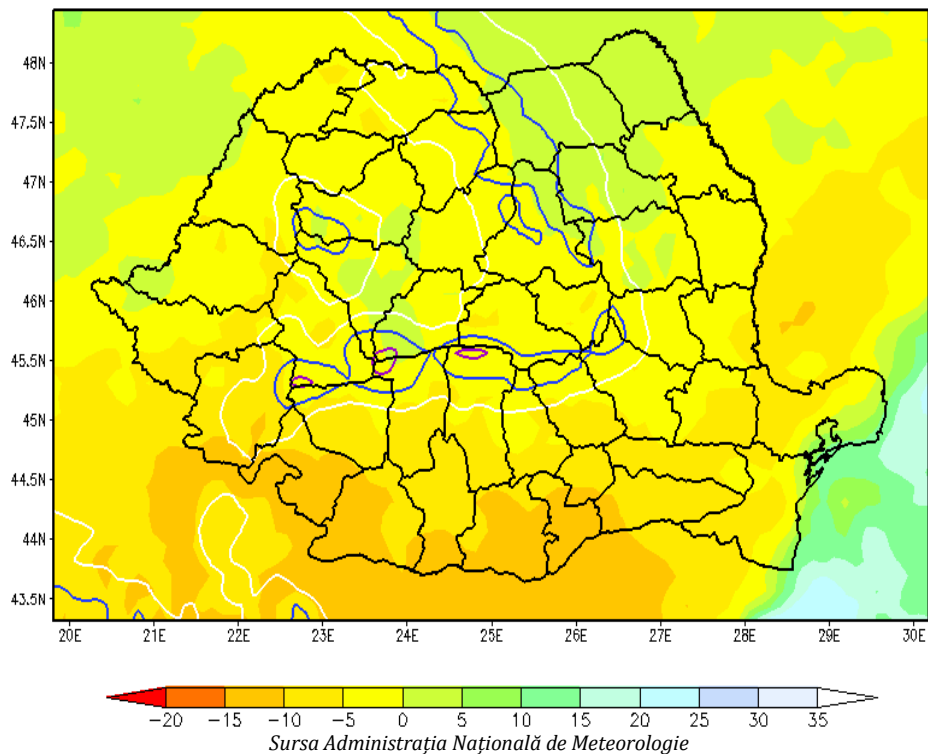 48N
47.5N
47N
46.5N
46N
45.5N
45N
44.5N
44N
43.5N
20E 21E 22E 23E 24E 25E 26E 27E 28E 29E 30E
−20 −15 −10 −5 0 5 10 15 20 25 30 35
Sursa Administrația Națională de Meteorologie